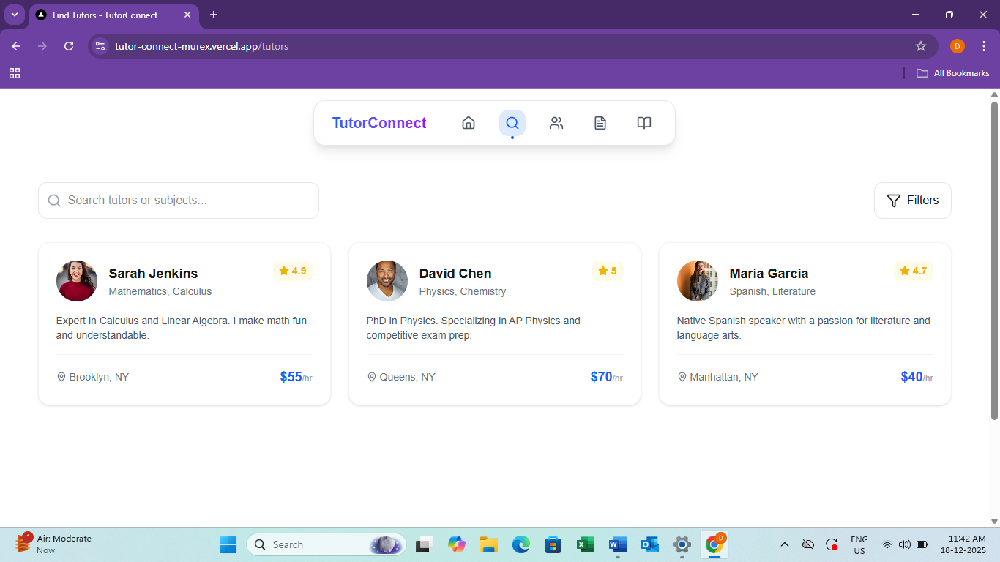 Find Tutors - TutorConnect
tutor-connect-murex.vercel.app/tutors
D
All Bookmarks
TutorConnect
Search tutors or subjects...
Filters
Sarah Jenkins
4.9
Mathematics, Calculus
Expert in Calculus and Linear Algebra. I make math fun
and understandable.
Brooklyn, NY
$55/hr
David Chen
5
Physics, Chemistry
PhD in Physics. Specializing in AP Physics and
competitive exam prep.
Queens, NY
$70/hr
Maria Garcia
4.7
Spanish, Literature
Native Spanish speaker with a passion for literature and
language arts.
Manhattan, NY
$40/hr
1
Air: Moderate
Now
Search
D
ENG
US
11:42 AM
18-12-2025